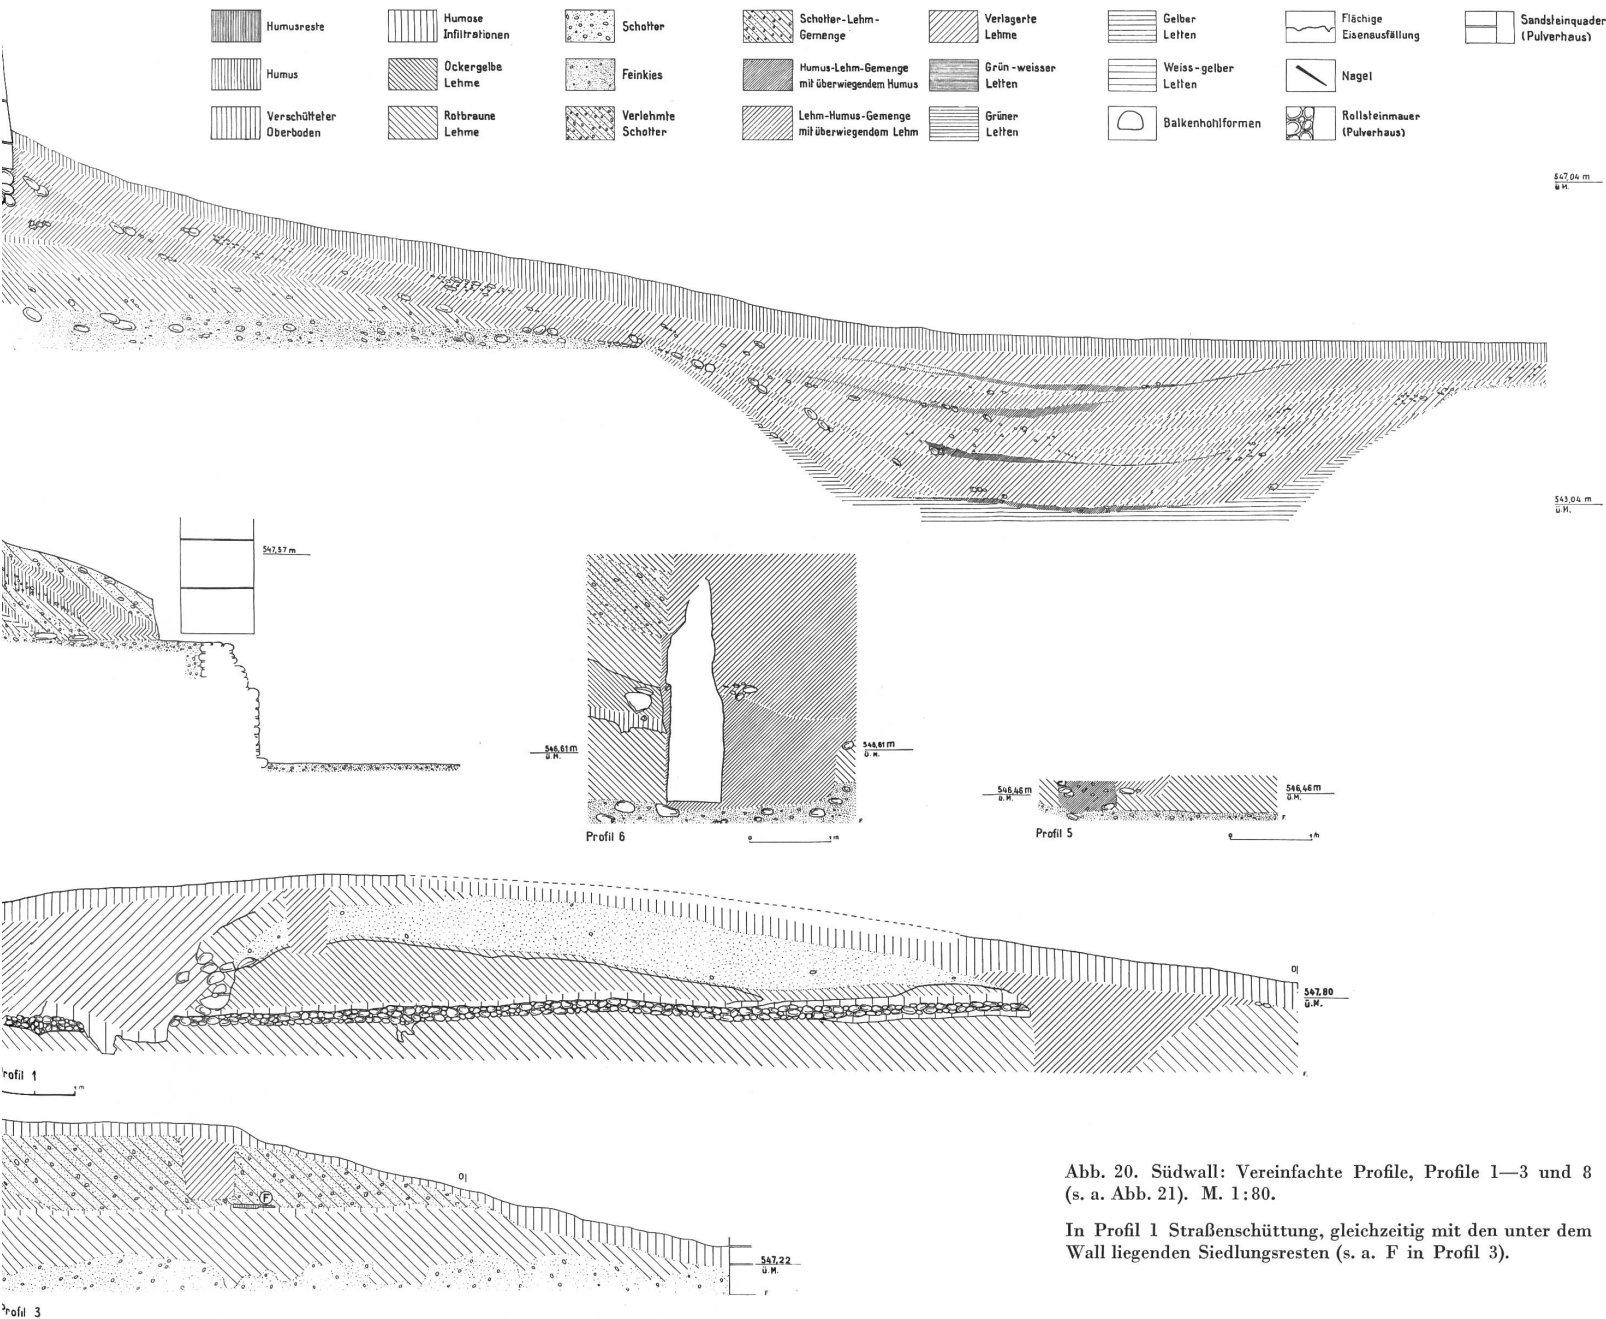 Humusreste
Humus
Verschütteter
Oberboden
Humose
Infiltrationen
Ockergelbe
Lehme
Rotbraune
Lehme
Schotter
Feinkies
Verlehmte
Schotter
Schotter-Lehm-
Gemenge
Humus-Lehm-Gemenge
mit überwiegendem Humus
Lehm-Humus-Gemenge
mit überwiegendem Lehm
Verlagerte
Lehme
Grün-weisser
Letten
Grüner
Letten
Gelber
Letten
Weiss-gelber
Letten
Balkenhohlformen
Flächige
Eisenausfällung
Nagel
Rollsteinmauer
(Pulverhaus)
Sandsteinquader
(Pulverhaus)
547,04 m
ü.M.
543,04 m
ü.M.
547,57 m
546,61 m
ü.M.
546,61 m
ü.M.
F
Profil 6
0 1 m
546,46 m
ü.M.
546,46 m
ü.M.
F
Profil 5
0 1 m
0
547,80
ü.M.
F.
rofil 1
1 m
F
0
547,22
ü.M.
F
Profil 3
Abb. 20. Südwall: Vereinfachte Profile, Profile 1—3 und 8
(s. a. Abb. 21). M. 1:80.
In Profil 1 Straßenschüttung, gleichzeitig mit den unter dem
Wall liegenden Siedlungsresten (s. a. F in Profil 3).